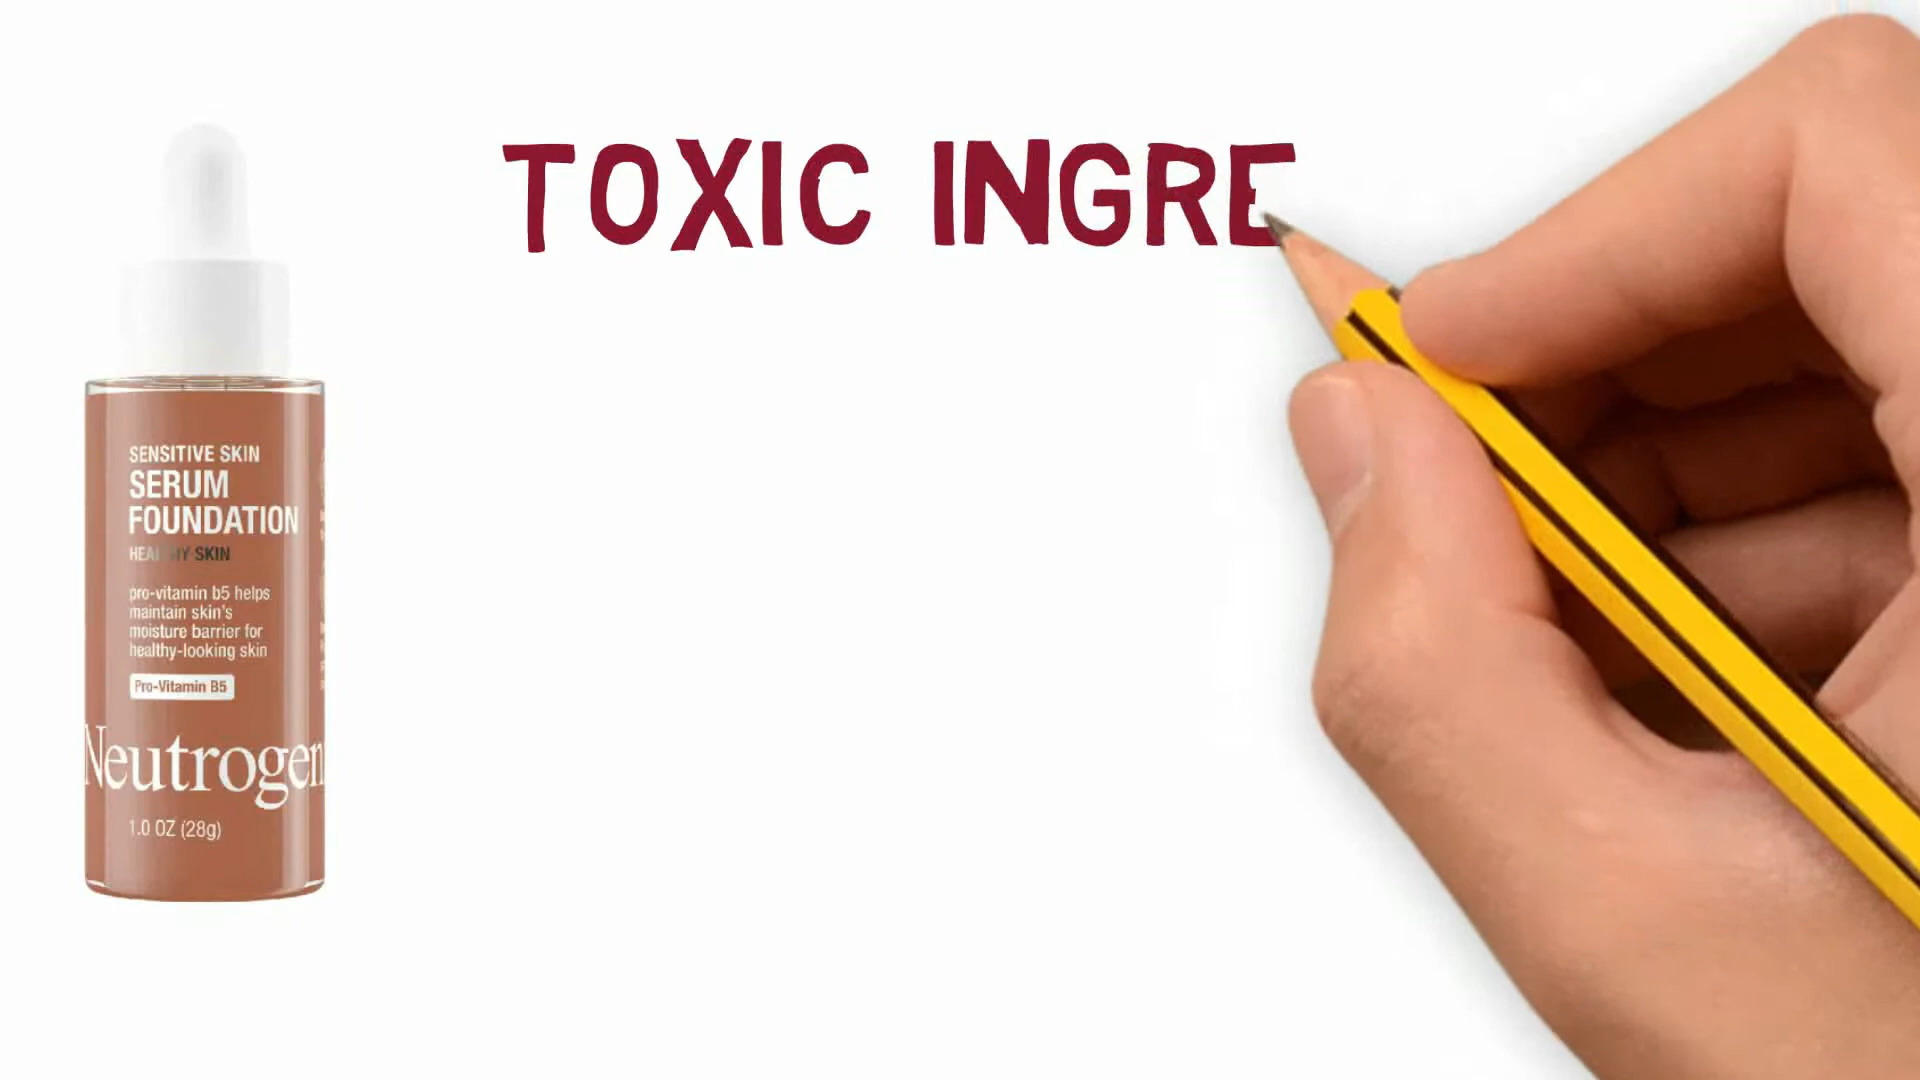 TOXIC INGRE
SENSITIVE SKIN
SERUM
FOUNDATION
HEALTHY SKIN
pro-vitamin b5 helps
maintain skin's
moisture barrier for
healthy-looking skin
Pro-Vitamin B5
Neutrogen
1.0 OZ (28g)